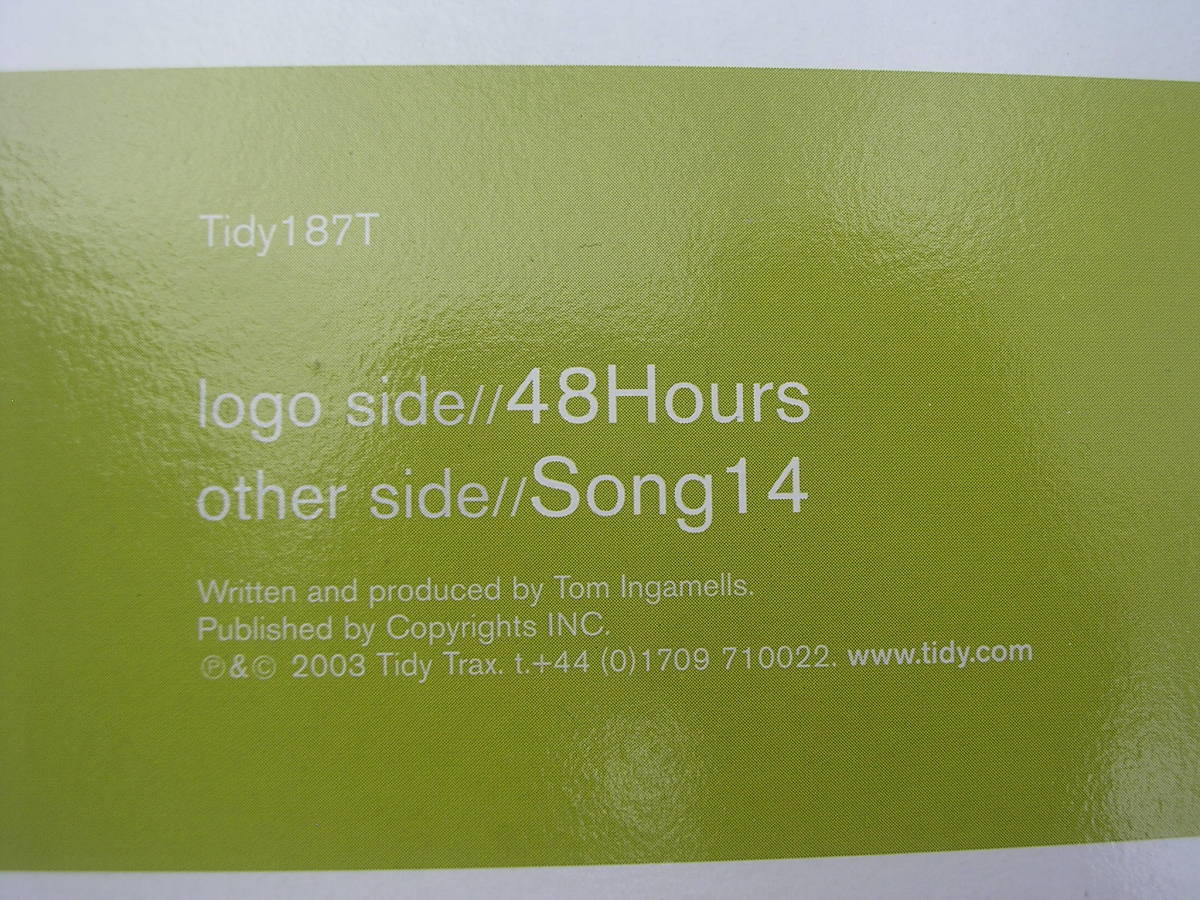 Tidy187T
logo side//48Hours
other side//Song14
Written and produced by Tom Ingamells.
Published by Copyrights INC.
℗&© 2003 Tidy Trax. t.+44 (0)1709 710022. www.tidy.com